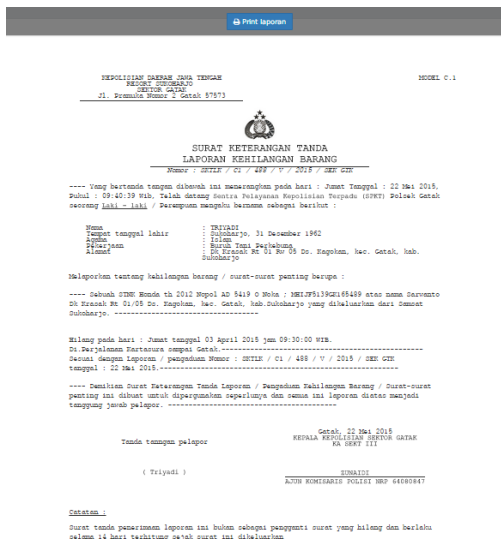 Print laporan
KEPOLISIAN DAERAH JAWA TENGAH
RESORT SUKOHARJO
SEKTOR GATAK
Jl. Pramuka Nomor 2 Gatak 57573
MODEL C.1
SURAT KETERANGAN TANDA
LAPORAN KEHILANGAN BARANG
Nomor : SKTLK / C1 / 488 / V / 2015 / SEK GTK
---- Yang bertanda tangan dibawah ini menerangkan pada hari : Jumat Tanggal : 22 Mei 2015,
Pukul : 09:40:39 Wib, Telah datang Sentra Pelayanan Kepolisian Terpadu (SPKT) Polsek Gatak
seorang Laki - laki / Perempuan mengaku bernama sebagai berikut :
Nama : TRIYADI
Tempat tanggal lahir : Sukoharjo, 31 Desember 1962
Agama : Islam
Pekerjaan : Buruh Tani Perkebuna
Alamat : Dk Krasak Rt 01 Rw 05 Ds. Kagokan, kec. Gatak, kab.
Sukoharjo
Melaporkan tentang kehilangan barang / surat-surat penting berupa :
---- Sebuah STNK Honda th 2012 Nopol AD 5419 O Noka ; atas nama Sarwanto
Dk Krasak Rt 01/05 Ds. Kagokan, kec. Gatak, kab.Sukoharjo yang dikeluarkan dari Samsat
Sukoharjo. ----------------------------------
Hilang pada hari : Jumat tanggal 03 April 2015 jam 09:30:00 WIB.
Di.Perjalanan Kartasura sampai Gatak.------------------------------------------------
Sesuai dengan Laporan / pengaduan Nomor : SKTLK / C1 / 488 / V / 2015 / SEK GTK
tanggal : 22 Mei 2015.---------------------------------------------------------
---- Demikian Surat Keterangan Tanda Laporan / Pengaduan Kehilangan Barang / Surat-surat
penting ini dibuat untuk dipergunakan seperlunya dan semua ini laporan diatas menjadi
tanggung jawab pelapor. ----------------------------------------
Gatak, 22 Mei 2015
Tanda tanngan pelapor
KEPALA KEPOLISIAN SEKTOR GATAK
KA SEKT III
( Triyadi )
ZUNAIDI
AJUN KOMISARIS POLISI NRP 64080847
Catatan :
Surat tanda penerimaan laporan ini bukan sebagai pengganti surat yang hilang dan berlaku
selama 14 hari terhitung sejak surat ini dikeluarkan